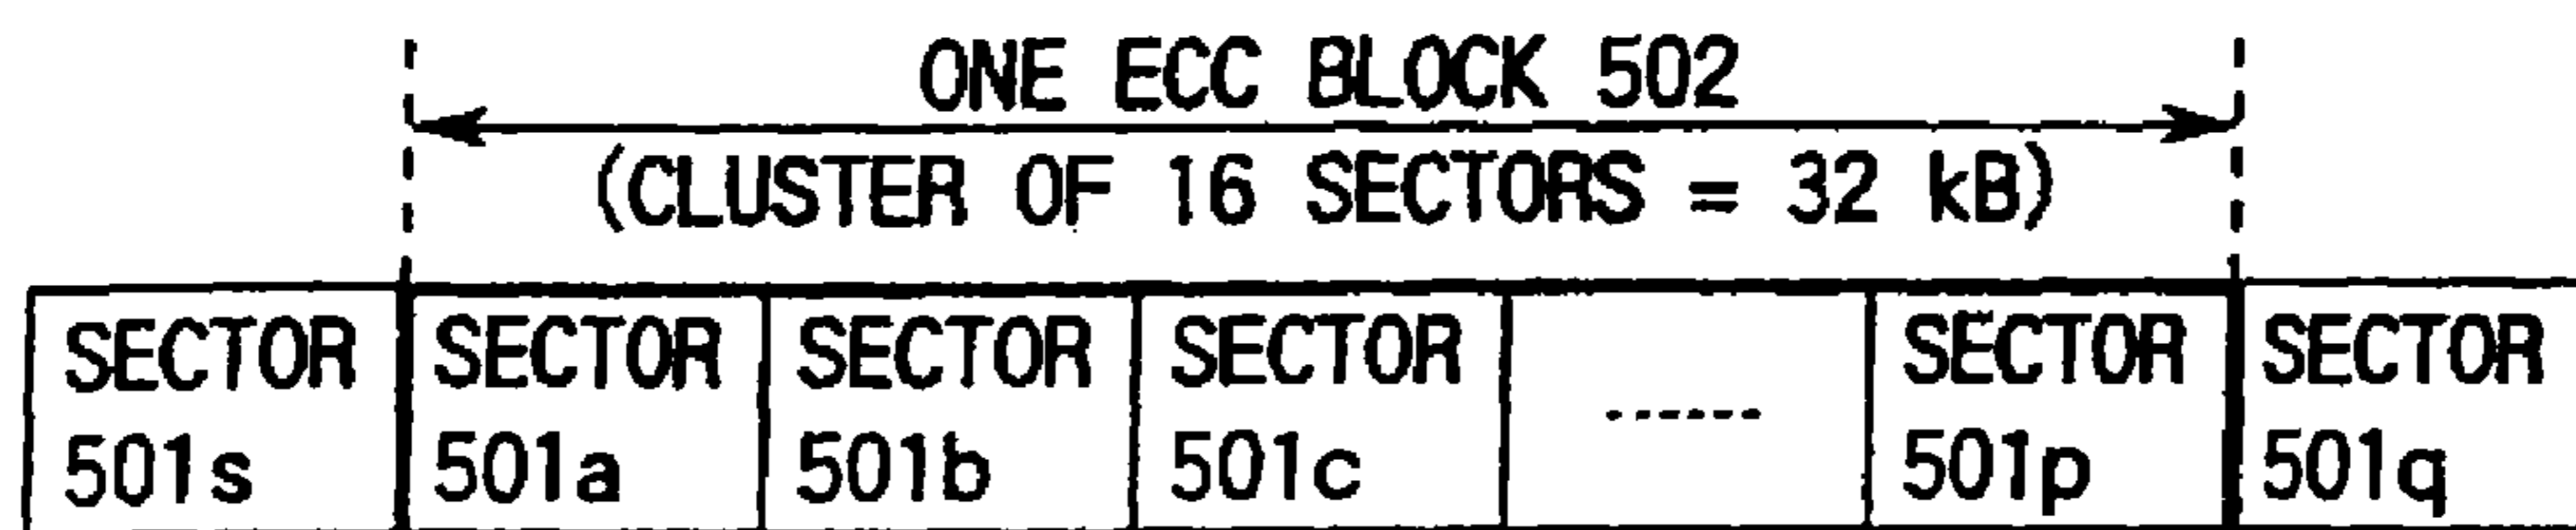 ONE ECC BLOCK 502
(CLUSTER OF 16 SECTORS = 32 kB)
SECTOR SECTOR SECTOR SECTOR ------ SECTOR SECTOR
501s 501a 501b 501c 501p 501q